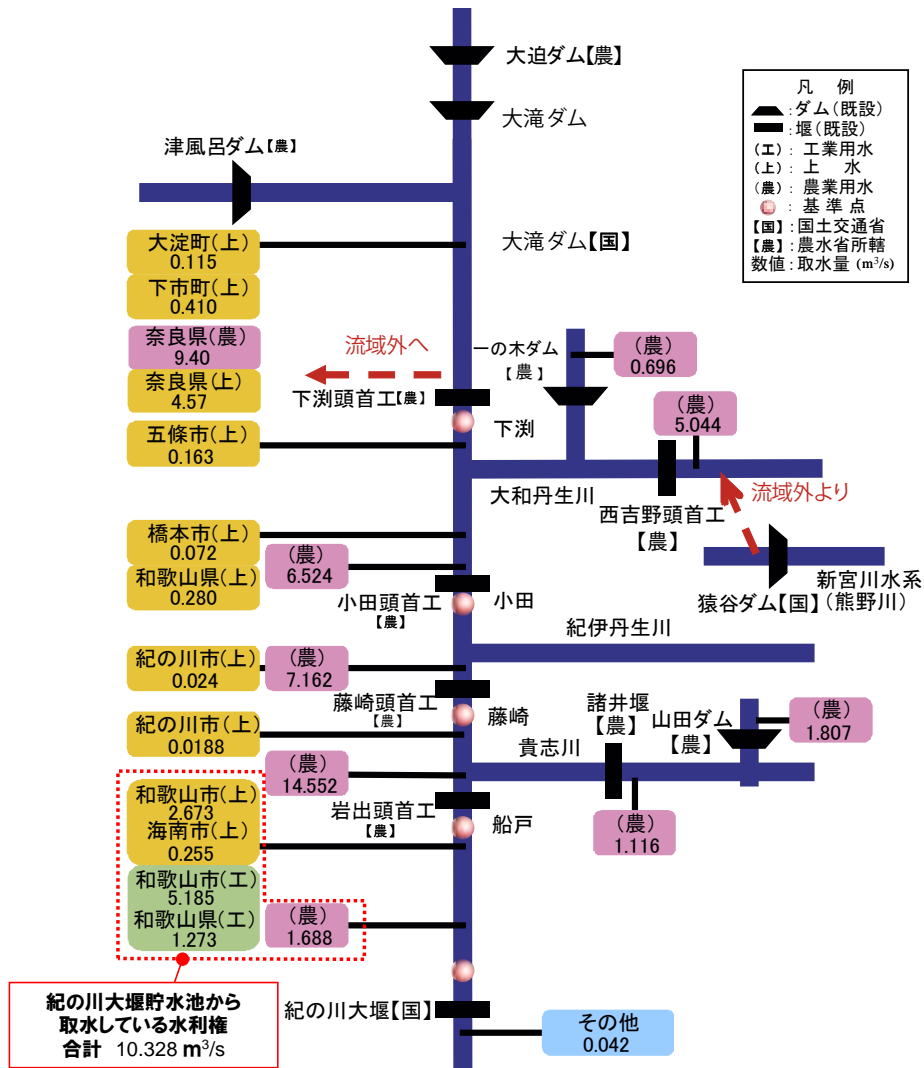 大迫ダム【農】
大滝ダム
津風呂ダム【農】
凡 例
:ダム(既設)
:堰(既設)
(工): 工業用水
(上): 上 水
(農): 農業用水
: 基 準 点
【国】:国土交通省
【農】:農水省所轄
数値:取水量 (m³/s)
大滝ダム【国】
大淀町(上)
0.115
下市町(上)
0.410
奈良県(農)
9.40
奈良県(上)
4.57
流域外へ
下渕頭首工【農】
下渕
一の木ダム
【農】
(農)
0.696
(農)
5.044
五條市(上)
0.163
大和丹生川
西吉野頭首工
【農】
流域外より
猿谷ダム【国】
新宮川水系
(熊野川)
橋本市(上)
0.072
和歌山県(上)
0.280
(農)
6.524
小田頭首工
【農】
小田
紀伊丹生川
紀の川市(上)
0.024
(農)
7.162
藤崎頭首工
【農】
藤崎
紀の川市(上)
0.0188
諸井堰
【農】
山田ダム
【農】
(農)
1.807
貴志川
(農)
14.552
岩出頭首工
【農】
船戸
(農)
1.116
和歌山市(上)
2.673
海南市(上)
0.255
和歌山市(工)
5.185
和歌山県(工)
1.273
(農)
1.688
紀の川大堰貯水池から
取水している水利権
合計 10.328 m³/s
紀の川大堰【国】
その他
0.042